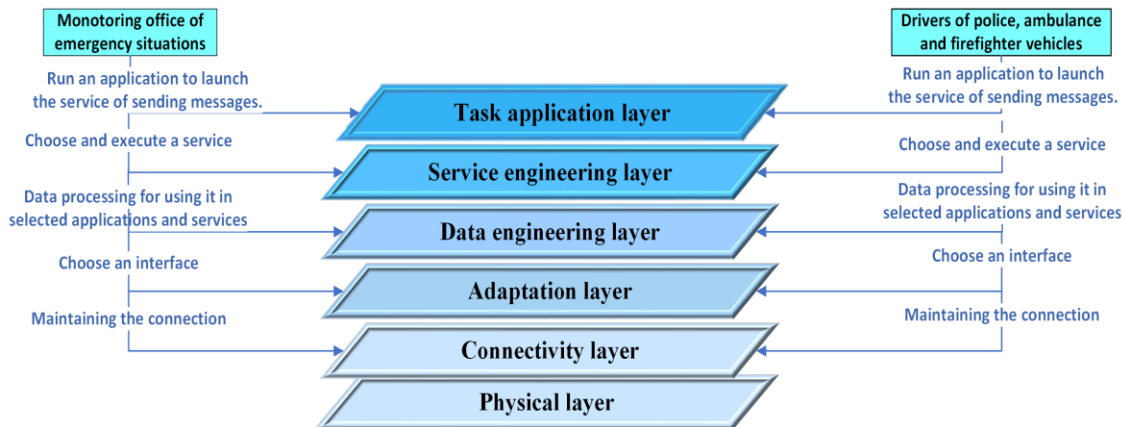 Monotoring office of
emergency situations
Run an application to launch
the service of sending messages.
Choose and execute a service
Data processing for using it in
selected applications and services
Choose an interface
Maintaining the connection
Task application layer
Service engineering layer
Data engineering layer
Adaptation layer
Connectivity layer
Physical layer
Drivers of police, ambulance
and firefighter vehicles
Run an application to launch
the service of sending messages.
Choose and execute a service
Data processing for using it in
selected applications and services
Choose an interface
Maintaining the connection